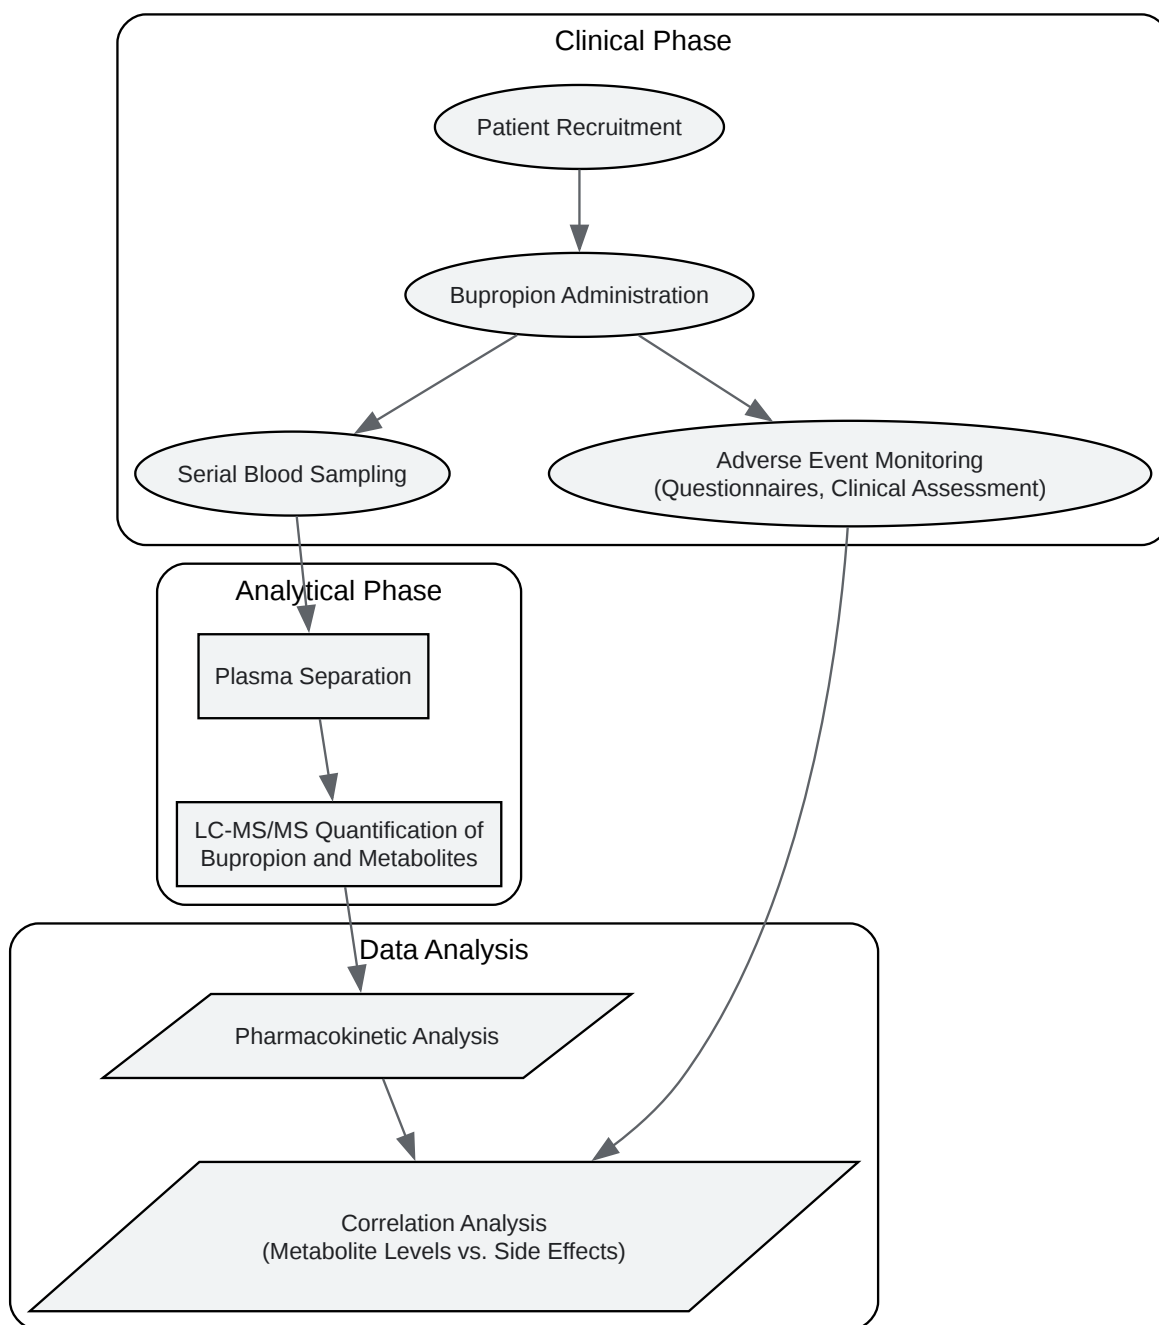 Clinical Phase
Patient Recruitment
Bupropion Administration
Serial Blood Sampling
Adverse Event Monitoring
(Questionnaires, Clinical Assessment)
Analytical Phase
Plasma Separation
LC-MS/MS Quantification of
Bupropion and Metabolites
Data Analysis
Pharmacokinetic Analysis
Correlation Analysis
(Metabolite Levels vs. Side Effects)